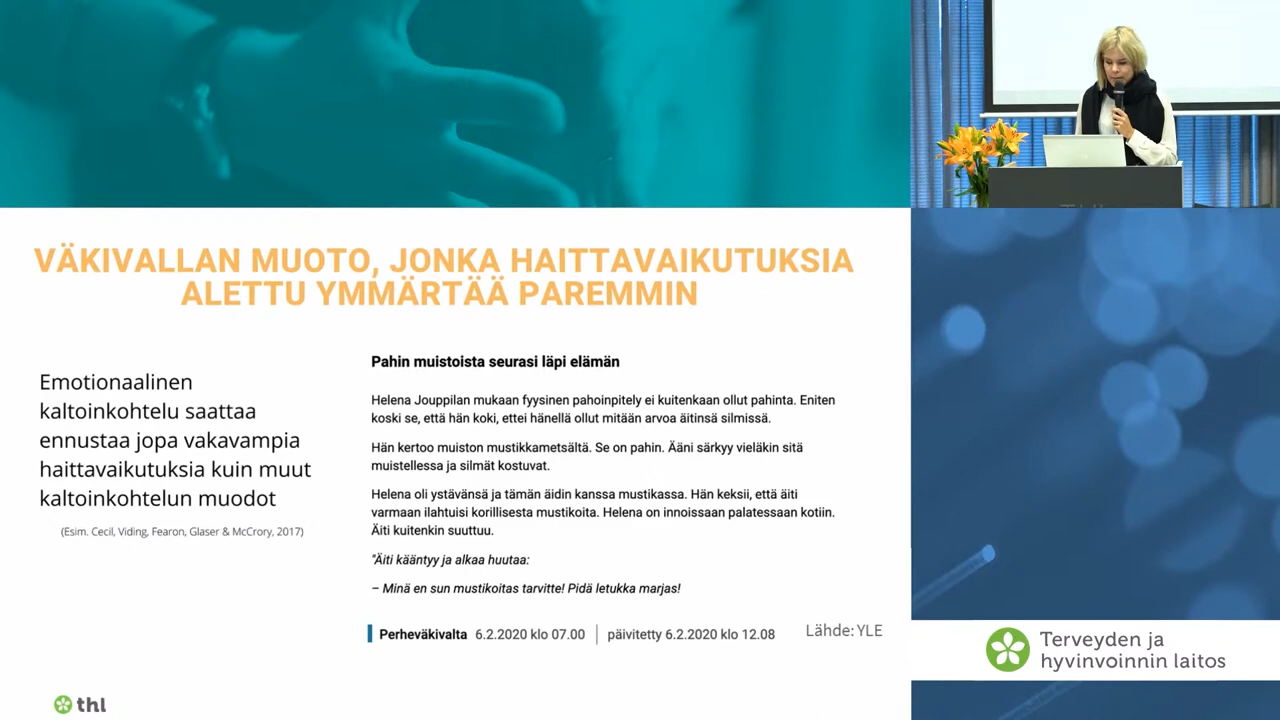 VÄKIVALLAN MUOTO, JONKA HAITTAVAIKUTUKSIA
ALETTU YMMÄRTÄÄ PAREMMIN
Emotionaalinen
kaltoinkohtelu saattaa
ennustaa jopa vakavampia
haittavaikutuksia kuin muut
kaltoinkohtelun muodot
(Esim. Cecil, Viding, Fearon, Glaser & McCrory, 2017)
Pahin muistoista seurasi läpi elämän
Helena Jouppilan mukaan fyysinen pahoinpitely ei kuitenkaan ollut pahinta. Eniten
koski se, että hän koki, ettei hänellä ollut mitään arvoa äitinsä silmissä.
Hän kertoo muiston mustikkametsältä. Se on pahin. Ääni särkyy vieläkin sitä
muistellessa ja silmät kostuvat.
Helena oli ystävänsä ja tämän äidin kanssa mustikassa. Hän keksii, että äiti
varmaan ilahtuisi korillisesta mustikoita. Helena on innoissaan palatessaan kotiin.
Äiti kuitenkin suuttuu.
"Äiti kääntyy ja alkaa huutaa:
– Minä en sun mustikoitas tarvitte! Pidä letukka marjas!
Perheväkivalta 6.2.2020 klo 07.00 päivitetty 6.2.2020 klo 12.08
Lähde: YLE
thl
Terveyden ja
hyvinvoinnin laitos